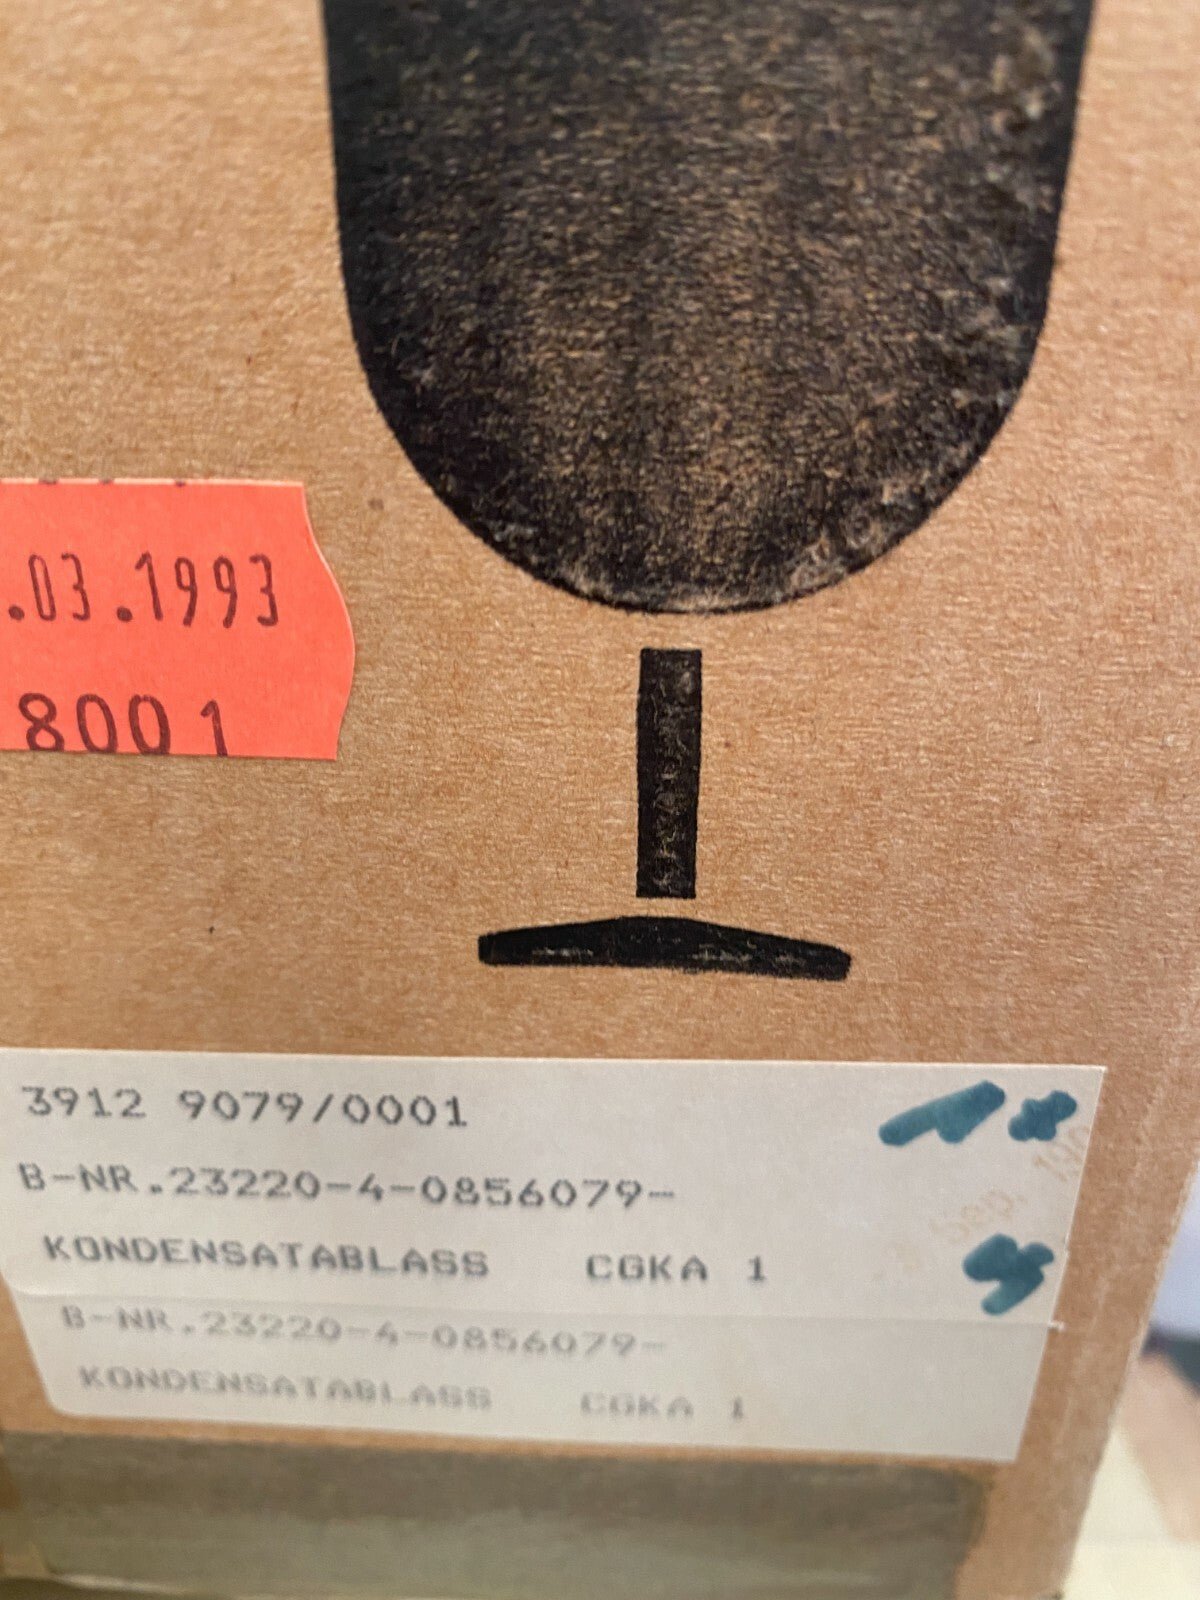 .03.1993
8001
3912 9079/0001
B-NR.23220-4-0856079-
KONDENSATABLASS CGKA 1
B-NR.23220-4-0856079-
KONDENSATABLASS CGKA 1